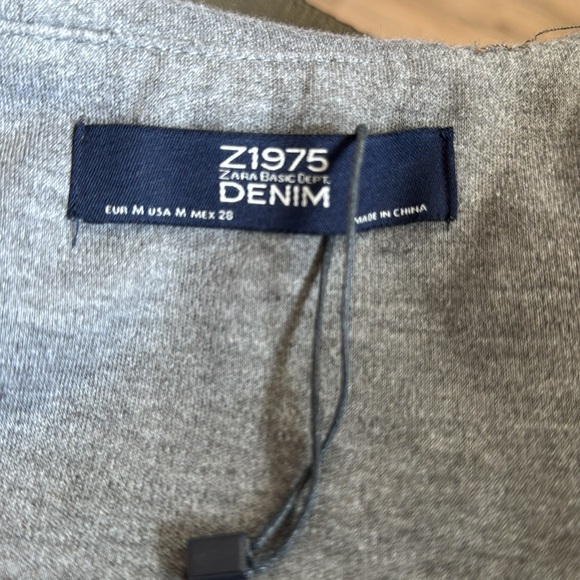 Z1975
ZARA BASIC DEPT.
DENIM
EUR M USA M MEX 28
MADE IN CHINA